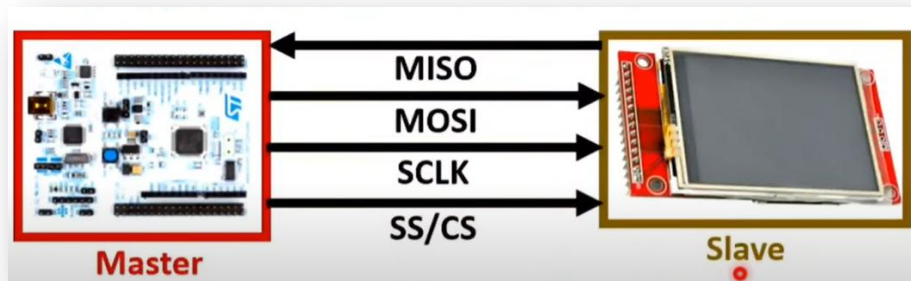 MISO
MOSI
SCLK
SS/CS
Master
Slave